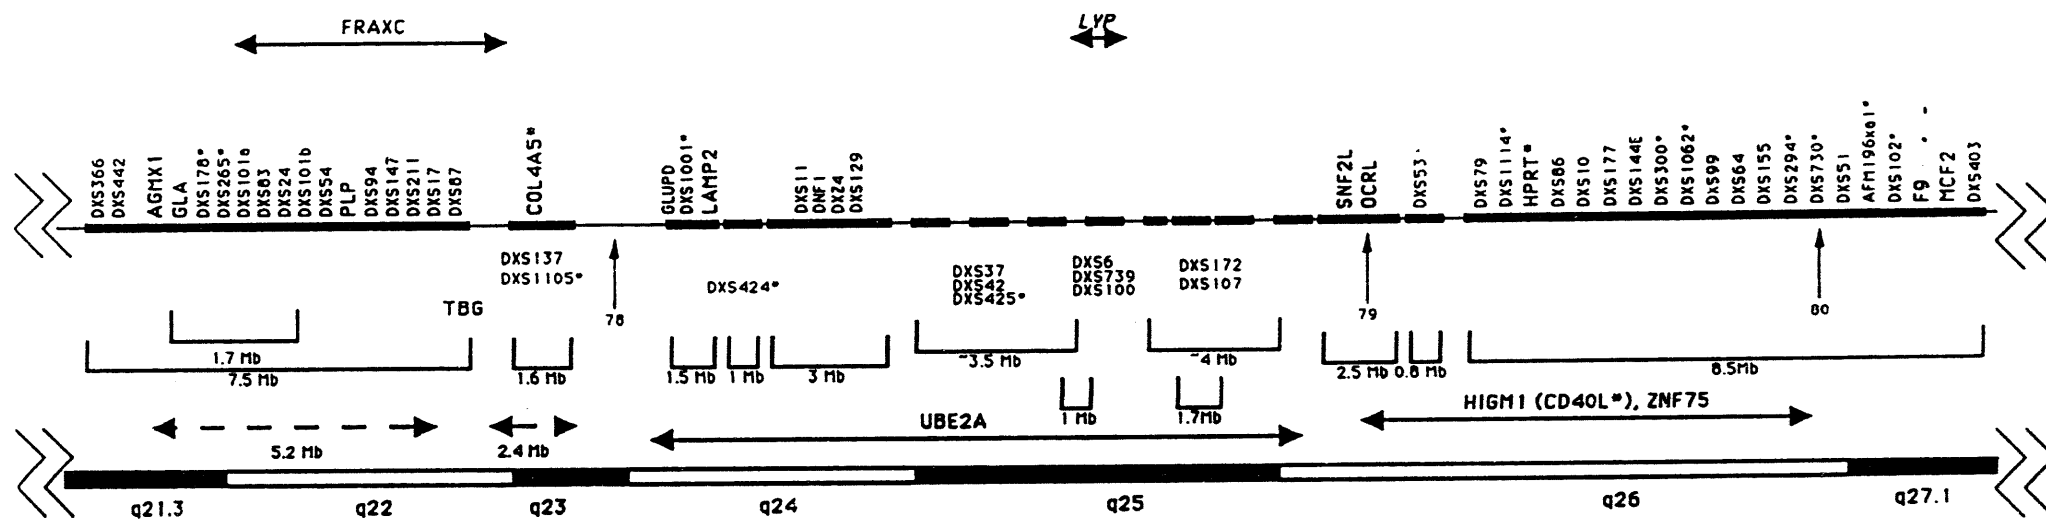 FRAXC
LYP
DXS366
DXS442
AGMX1
GLA
DXS178*
DXS265*
DXS101a
DXS83
DXS24
DXS101b
DXS54
PLP
DXS94
DXS147
DXS211
DXS17
DXS87
COL4A5*
GLUPD
DXS1001*
LAMP2
DXS11
DNF1
DXZ4
DXS129
SNF2L
OCRL
DXS53
DXS79
DXS1114*
HPRT*
DXS86
DXS10
DXS177
DXS144E
DXS300*
DXS1062*
DXS99
DXS64
DXS155
DXS294*
DXS730*
DXS51
AFM196xa1*
DXS102*
F9
MCF2
DXS403
DXS137
DXS1105*
TBG
78
DXS424*
DXS37
DXS42
DXS425*
DXS6
DXS739
DXS100
DXS172
DXS107
79
80
1.7 Mb
7.5 Mb
1.6 Mb
1.5 Mb
1 Mb
3 Mb
~3.5 Mb
~4 Mb
2.5 Mb
0.8 Mb
8.5Mb
1 Mb
1.7Mb
5.2 Mb
2.4 Mb
UBE2A
HIGM1 (CD40L*), ZNF75
q21.3
q22
q23
q24
q25
q26
q27.1